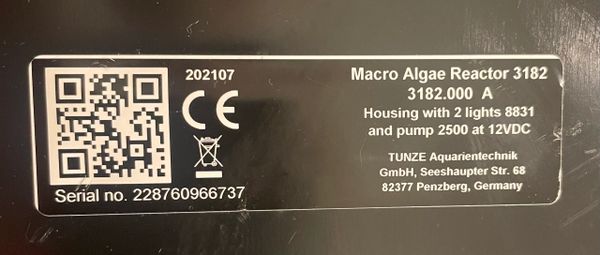 202107
CE
Serial no. 228760966737
Macro Algae Reactor 3182
3182.000 A
Housing with 2 lights 8831
and pump 2500 at 12VDC
TUNZE Aquarientechnik
GmbH, Seeshaupter Str. 68
82377 Penzberg, Germany